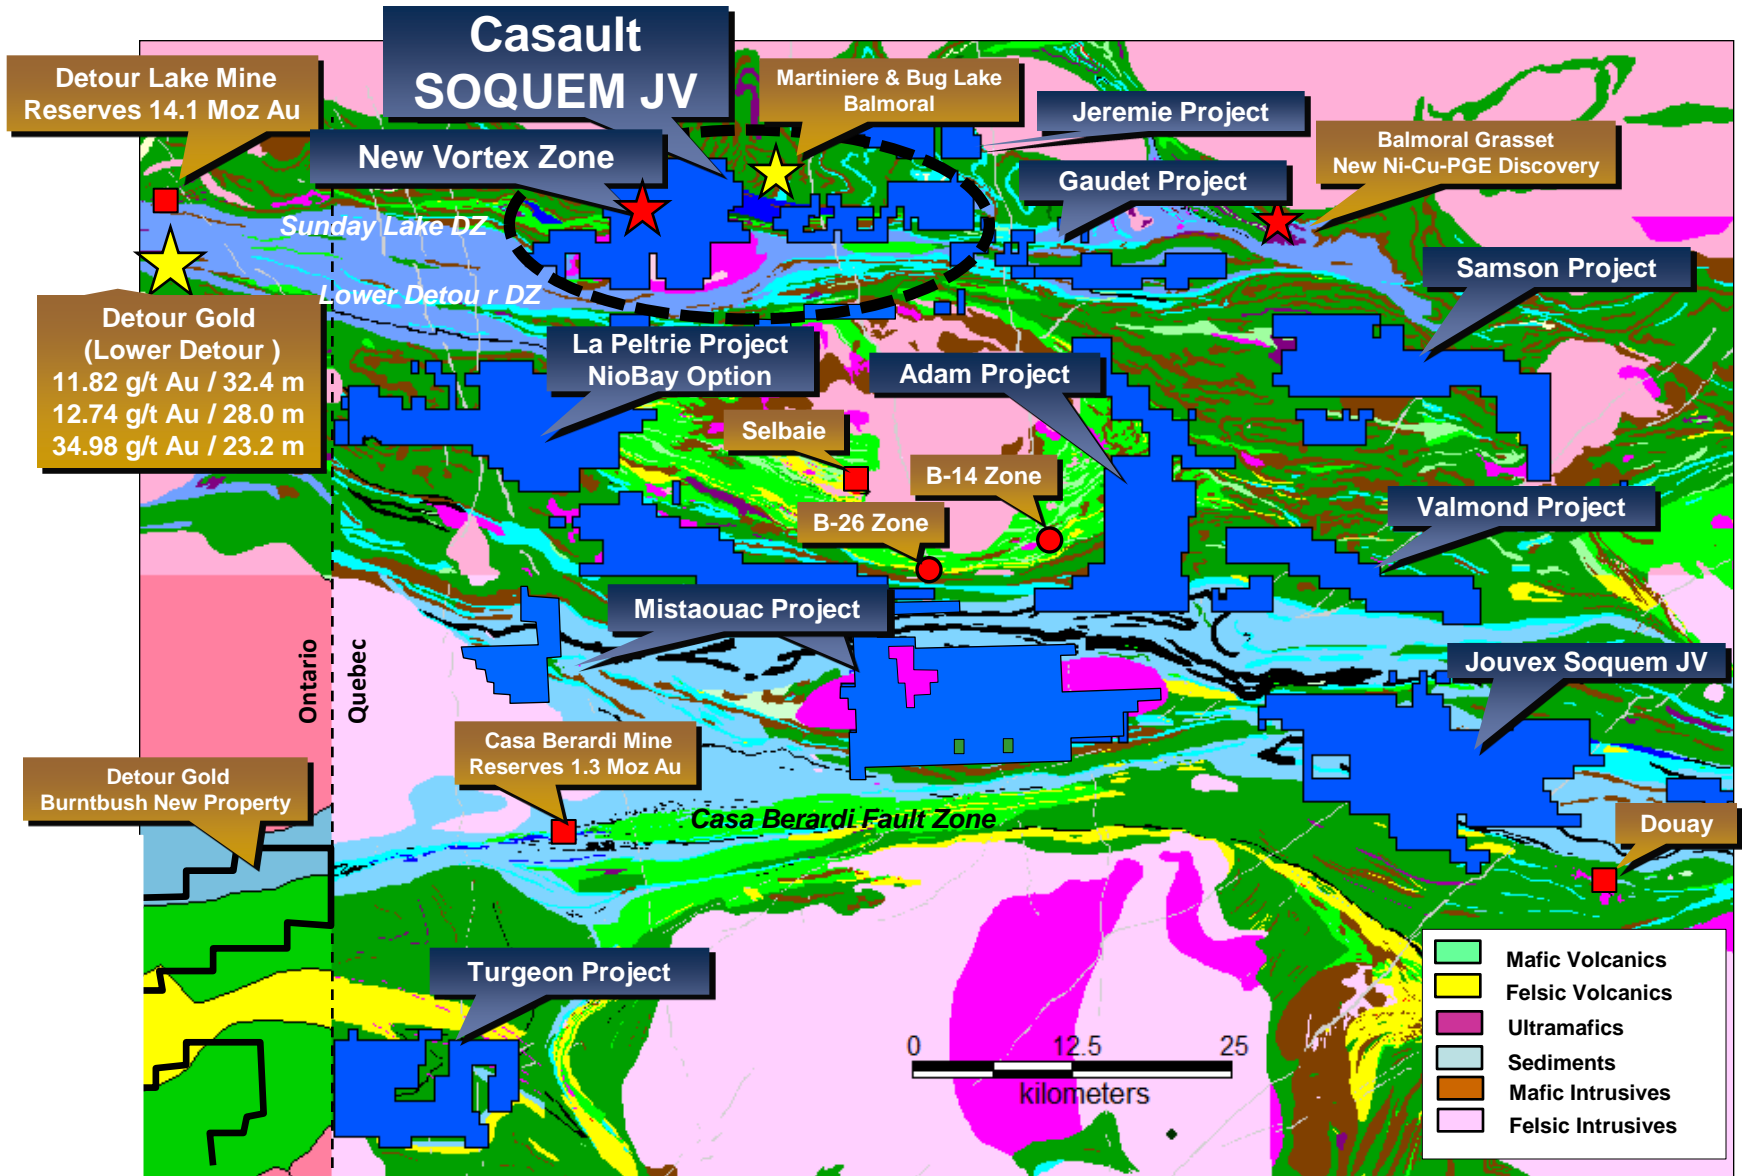 Casault
SOQUEM JV
Detour Lake Mine
Reserves 14.1 Moz Au
Martiniere & Bug Lake
Balmoral
Jeremie Project
New Vortex Zone
Balmoral Grasset
New Ni-Cu-PGE Discovery
Gaudet Project
Sunday Lake DZ
Samson Project
Lower Detou r DZ
Detour Gold
(Lower Detour )
11.82 g/t Au / 32.4 m
12.74 g/t Au / 28.0 m
34.98 g/t Au / 23.2 m
La Peltrie Project
NioBay Option
Adam Project
Selbaie
B-14 Zone
B-26 Zone
Valmond Project
Mistaouac Project
Ontario
Quebec
Jouvex Soquem JV
Casa Berardi Mine
Reserves 1.3 Moz Au
Detour Gold
Burntbush New Property
Casa Berardi Fault Zone
Douay
Turgeon Project
0 12.5 25
kilometers
Mafic Volcanics
Felsic Volcanics
Ultramafics
Sediments
Mafic Intrusives
Felsic Intrusives